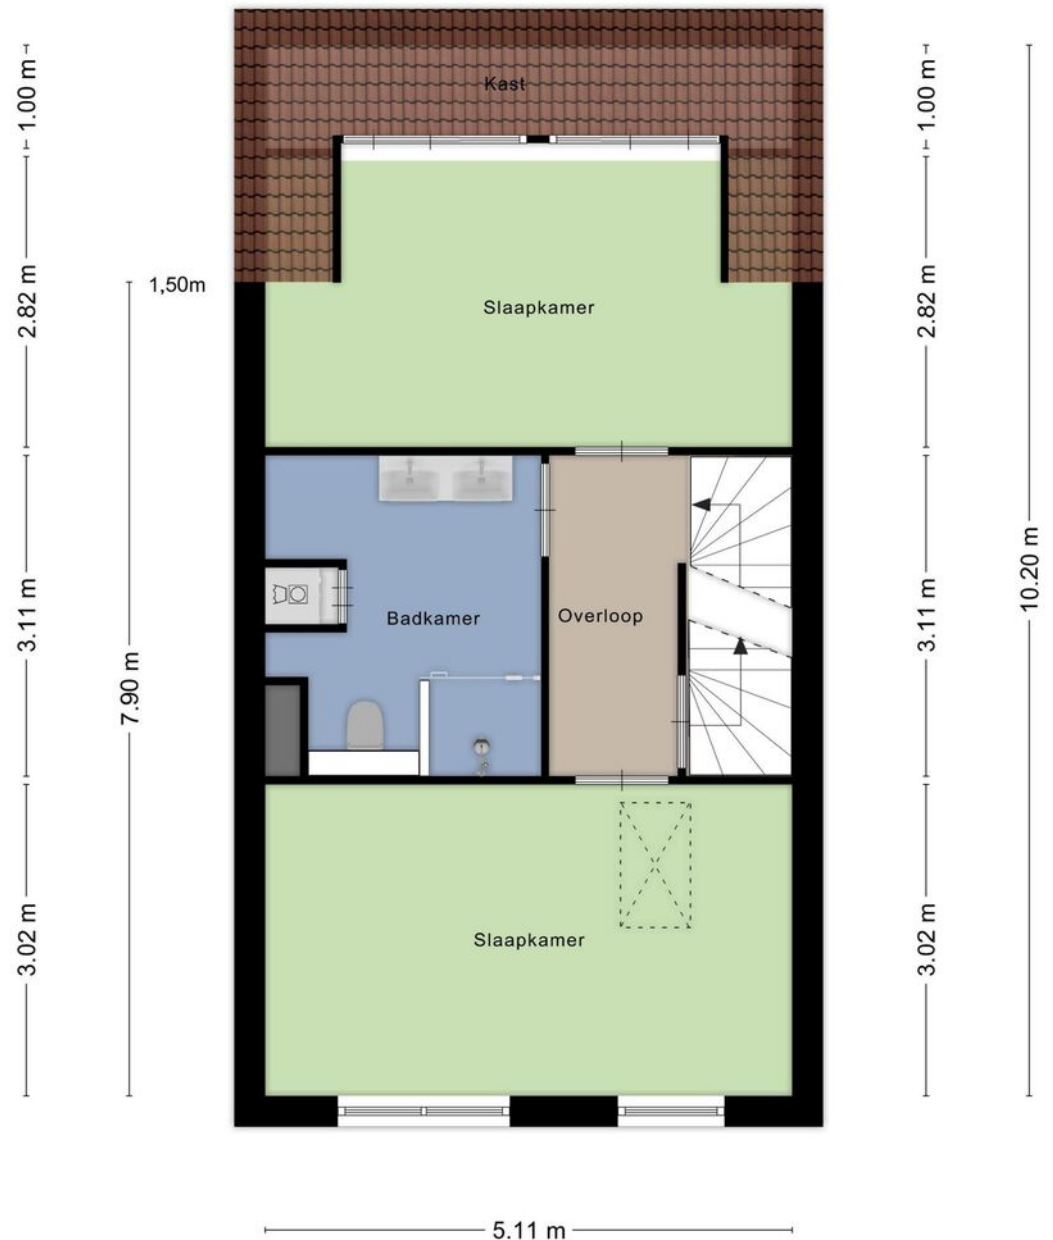 Kast
1.00 m
1.00 m
2.82 m
2.82 m
1,50m
Slaapkamer
10.20 m
3.11 m
3.11 m
Badkamer
Overloop
7.90 m
3.02 m
3.02 m
Slaapkamer
5.11 m